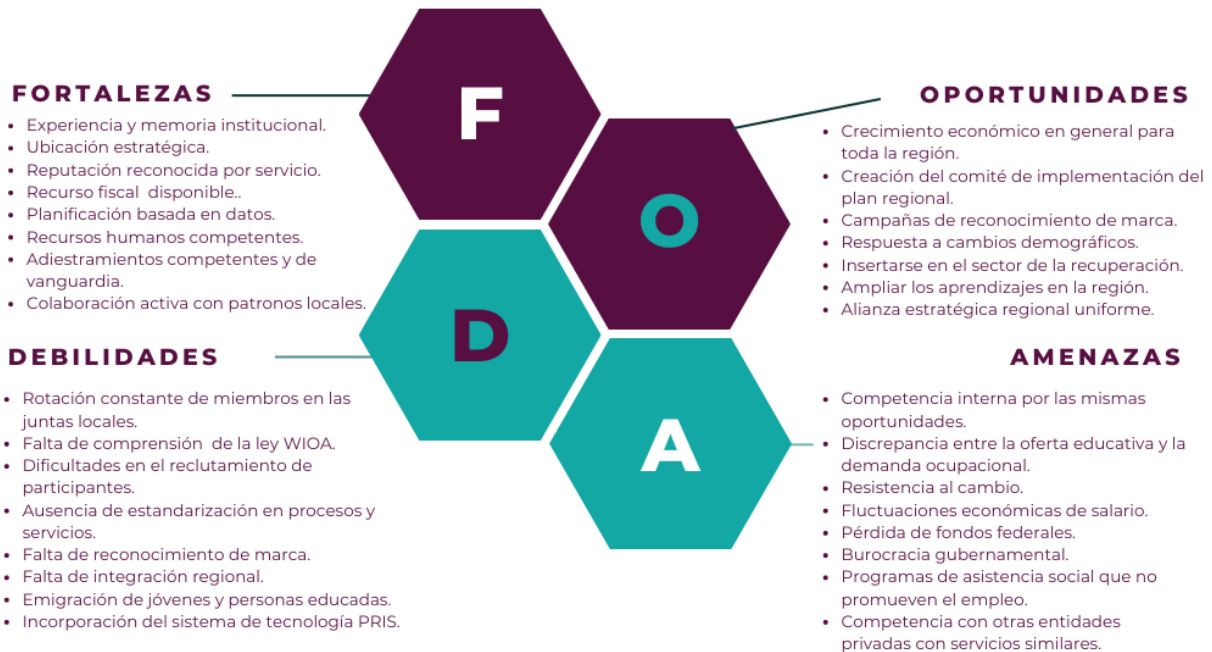 FORTALEZAS
• Experiencia y memoria institucional.
• Ubicación estratégica.
• Reputación reconocida por servicio.
• Recurso fiscal  disponible..
• Planificación basada en datos.
• Recursos humanos competentes.
• Adiestramientos competentes y de
vanguardia.
• Colaboración activa con patronos locales.
F
O
D
A
OPORTUNIDADES
• Crecimiento económico en general para
toda la región.
• Creación del comité de implementación del
plan regional.
• Campañas de reconocimiento de marca.
• Respuesta a cambios demográficos.
• Insertarse en el sector de la recuperación.
• Ampliar los aprendizajes en la región.
• Alianza estratégica regional uniforme.
DEBILIDADES
• Rotación constante de miembros en las
juntas locales.
• Falta de comprensión  de la ley WIOA.
• Dificultades en el reclutamiento de
participantes.
• Ausencia de estandarización en procesos y
servicios.
• Falta de reconocimiento de marca.
• Falta de integración regional.
• Emigración de jóvenes y personas educadas.
• Incorporación del sistema de tecnología PRIS.
AMENAZAS
• Competencia interna por las mismas
oportunidades.
• Discrepancia entre la oferta educativa y la
demanda ocupacional.
• Resistencia al cambio.
• Fluctuaciones económicas de salario.
• Pérdida de fondos federales.
• Burocracia gubernamental.
• Programas de asistencia social que no
promueven el empleo.
• Competencia con otras entidades
privadas con servicios similares.